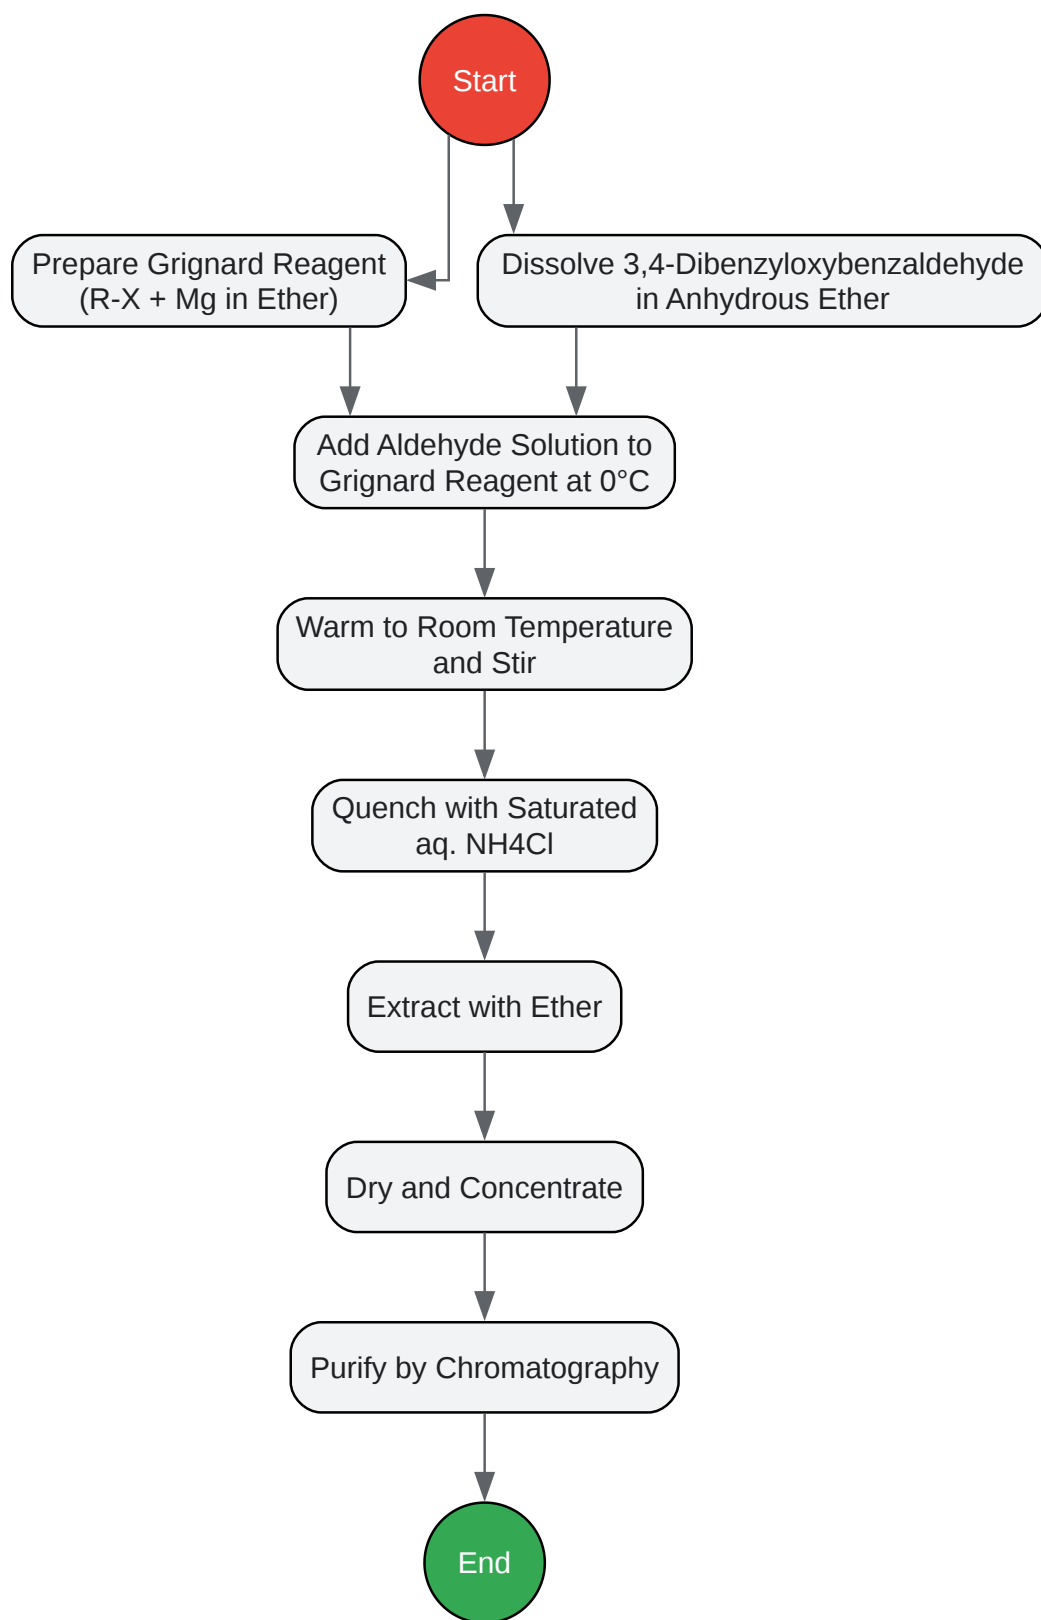 Start
Prepare Grignard Reagent
(R-X + Mg in Ether)
Dissolve 3,4-Dibenzyloxybenzaldehyde
in Anhydrous Ether
Add Aldehyde Solution to
Grignard Reagent at 0°C
Warm to Room Temperature
and Stir
Quench with Saturated
aq. NH4Cl
Extract with Ether
Dry and Concentrate
Purify by Chromatography
End